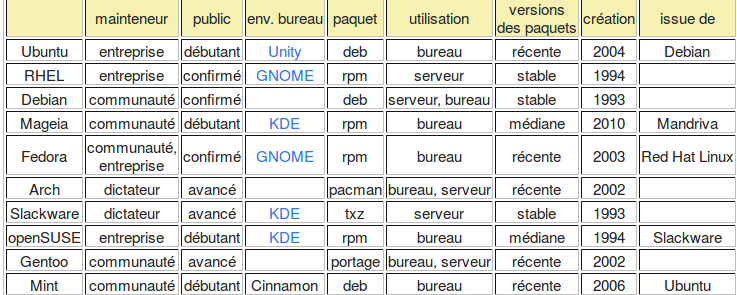 mainteneur public env. bureau paquet utilisation versions des paquets création issue de
Ubuntu entreprise débutant Unity deb bureau récente 2004 Debian
RHEL entreprise confirmé GNOME rpm serveur stable 1994
Debian communauté confirmé deb serveur, bureau stable 1993
Mageia communauté débutant KDE rpm bureau médiane 2010 Mandriva
Fedora communauté, entreprise confirmé GNOME rpm bureau récente 2003 Red Hat Linux
Arch dictateur avancé pacman bureau, serveur récente 2002
Slackware dictateur avancé KDE txz serveur stable 1993
openSUSE entreprise débutant KDE rpm bureau médiane 1994 Slackware
Gentoo communauté avancé portage bureau, serveur récente 2002
Mint communauté débutant Cinnamon deb bureau récente 2006 Ubuntu